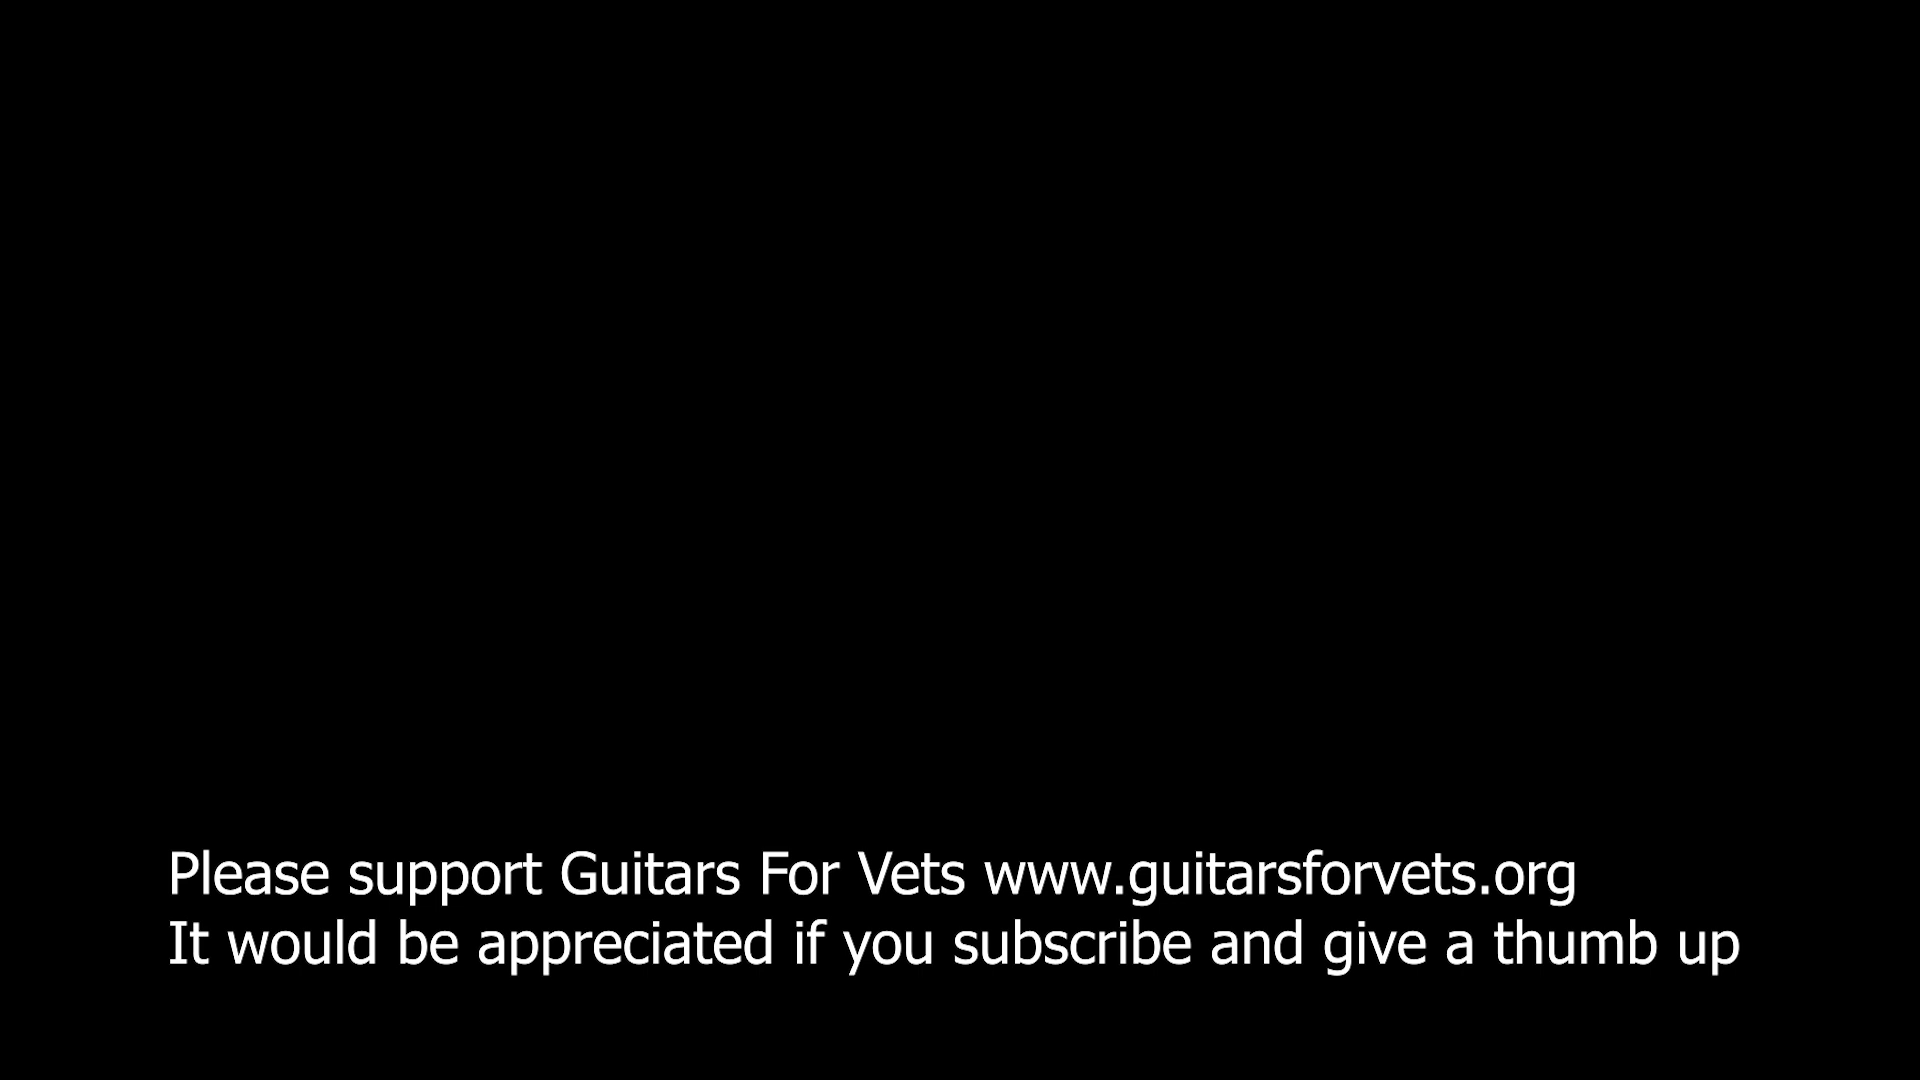 Please support Guitars For Vets www.guitarsforvets.org
It would be appreciated if you subscribe and give a thumb up